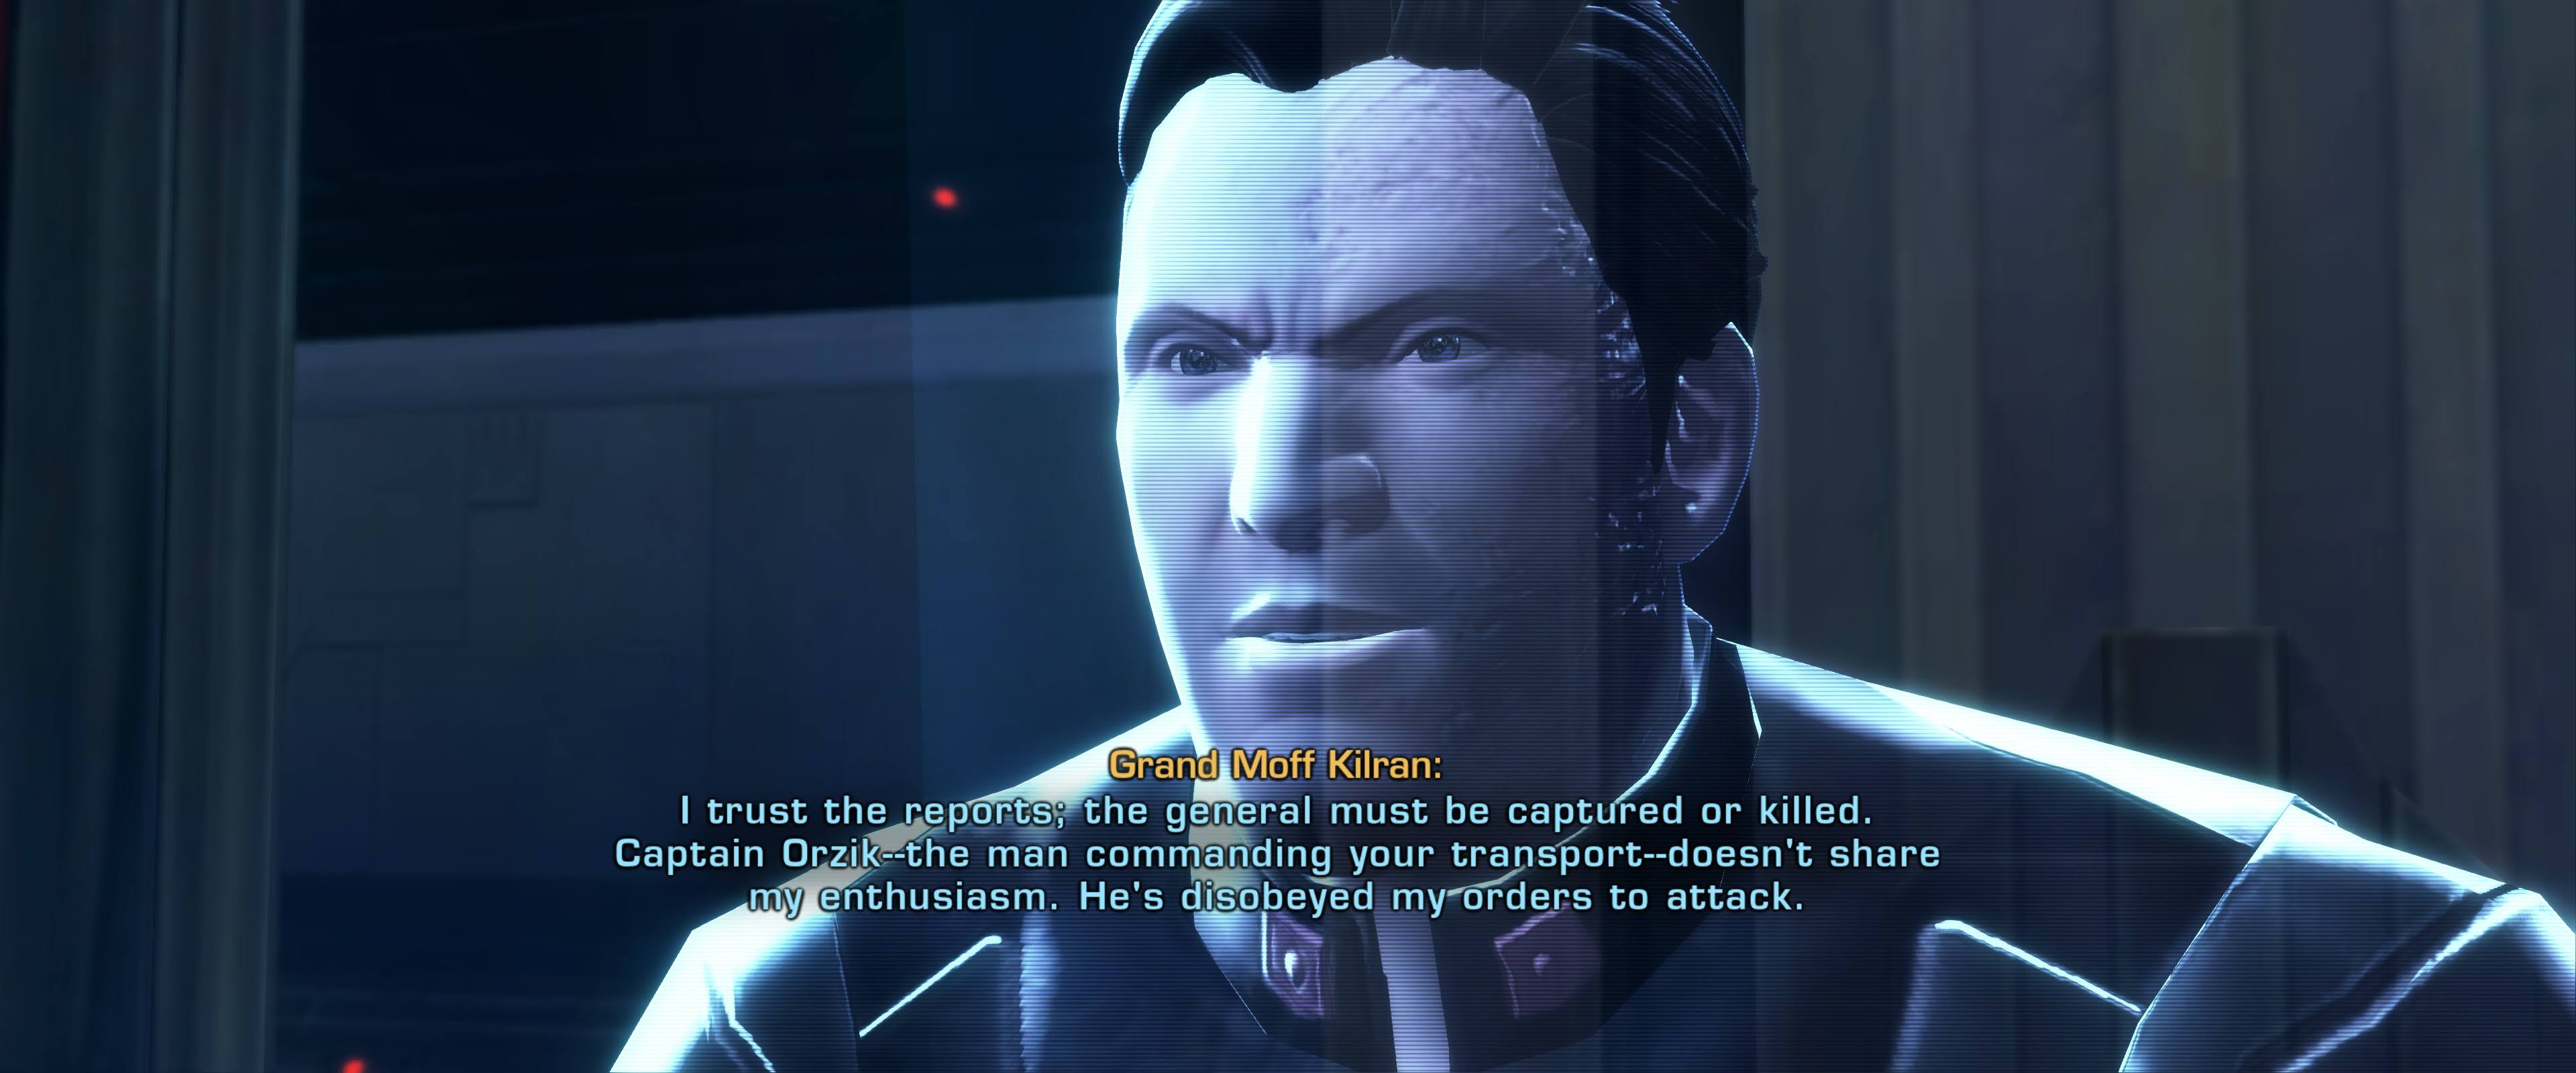 Grand Moff Kilran:
I trust the reports; the general must be captured or killed.
Captain Orzik--the man commanding your transport--doesn't share
my enthusiasm. He's disobeyed my orders to attack.